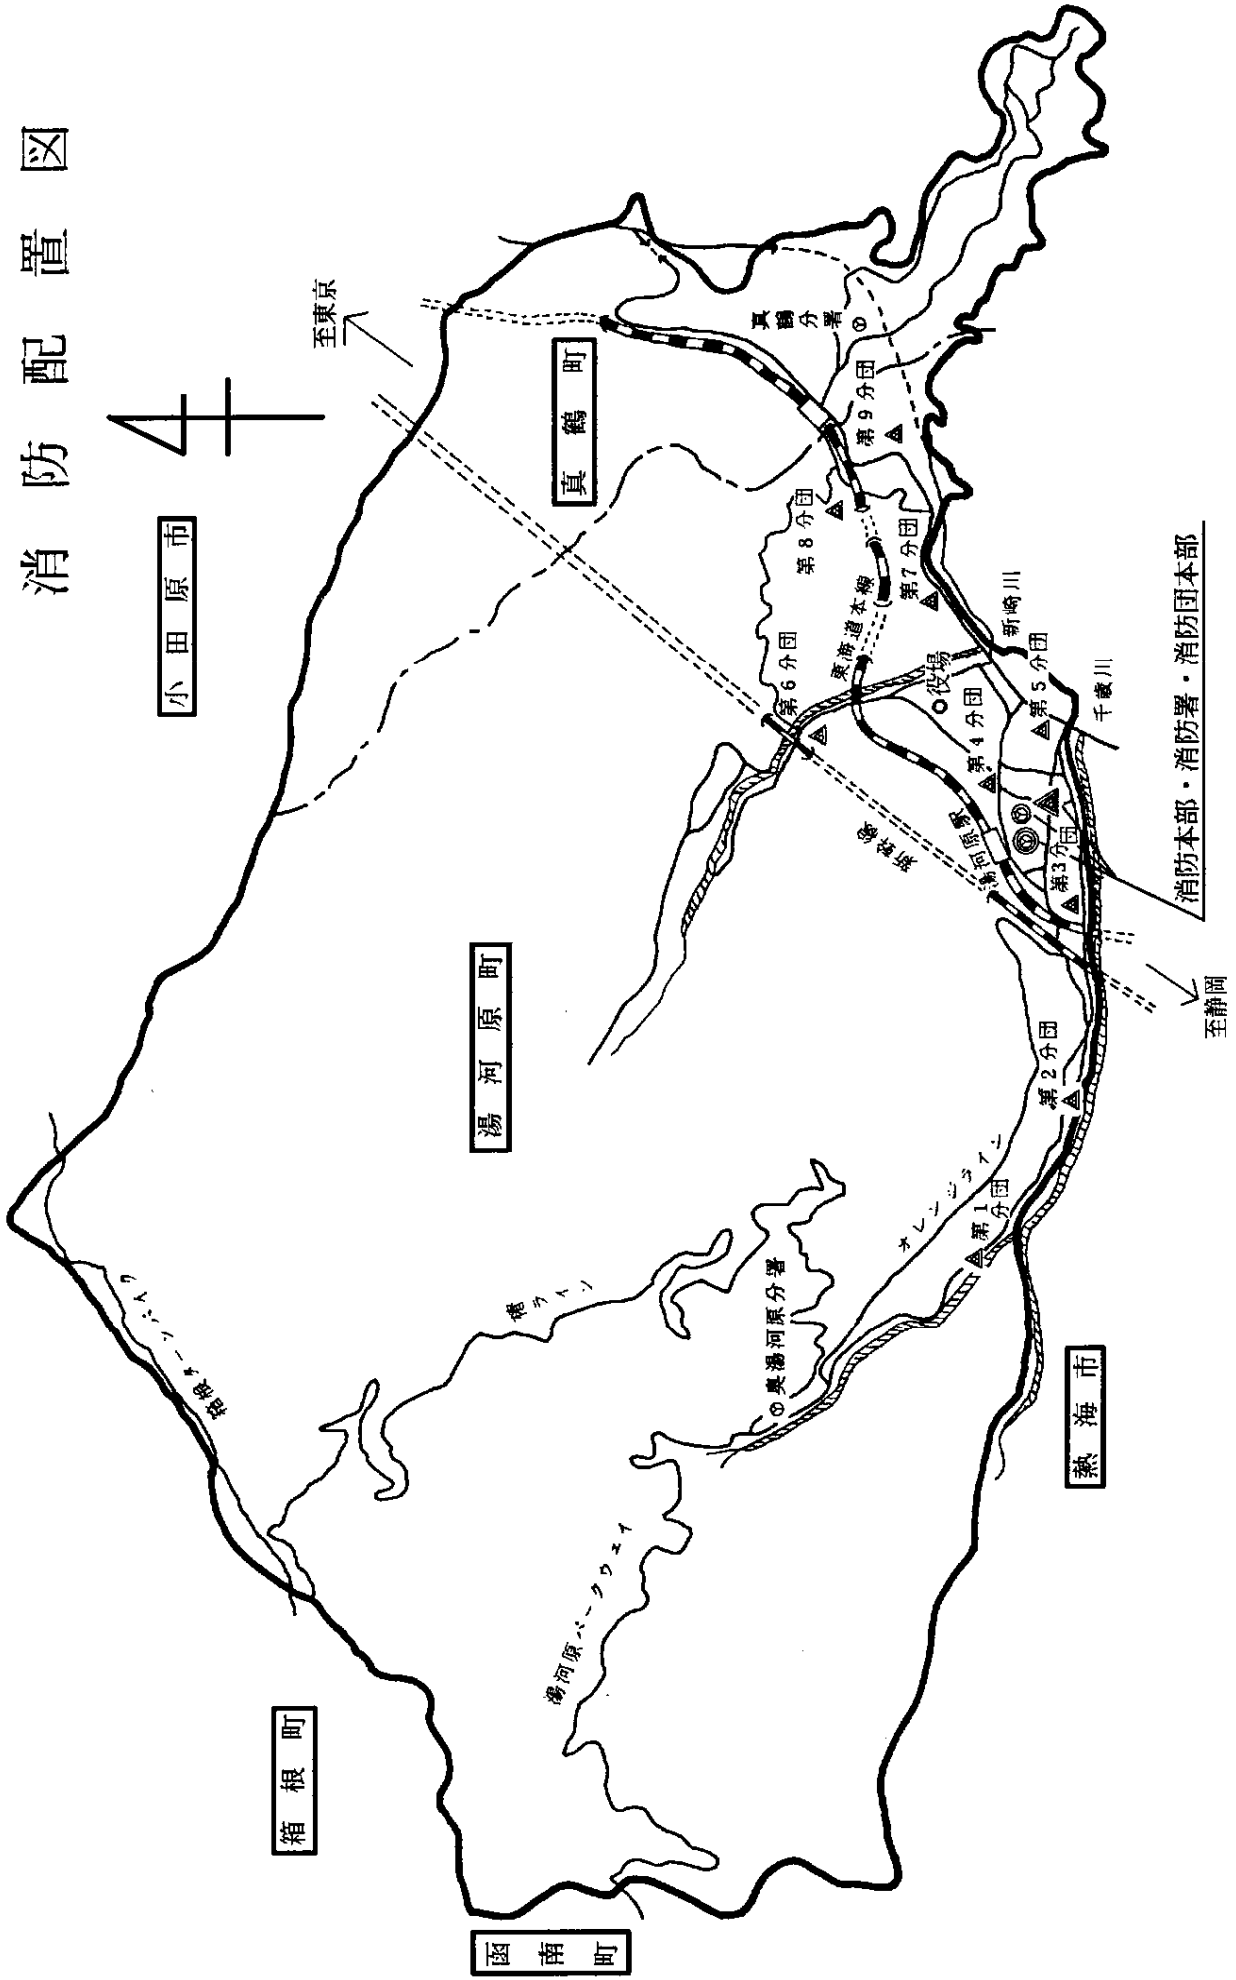 消防配置図
小田原市
至東京
真鶴町
真鶴分署
第9分団
第8分団
第7分団
東海道本線
第6分団
新崎川
役場
第5分団
第4分団
千歳川
新幹線
湯河原駅
第3分団
消防本部・消防署・消防団本部
湯河原町
至静岡
第2分団
オレンジライン
第1分団
椿ライン
奥湯河原分署
箱根ターンパイク
熱海市
湯河原パークウェイ
箱根町
函南町